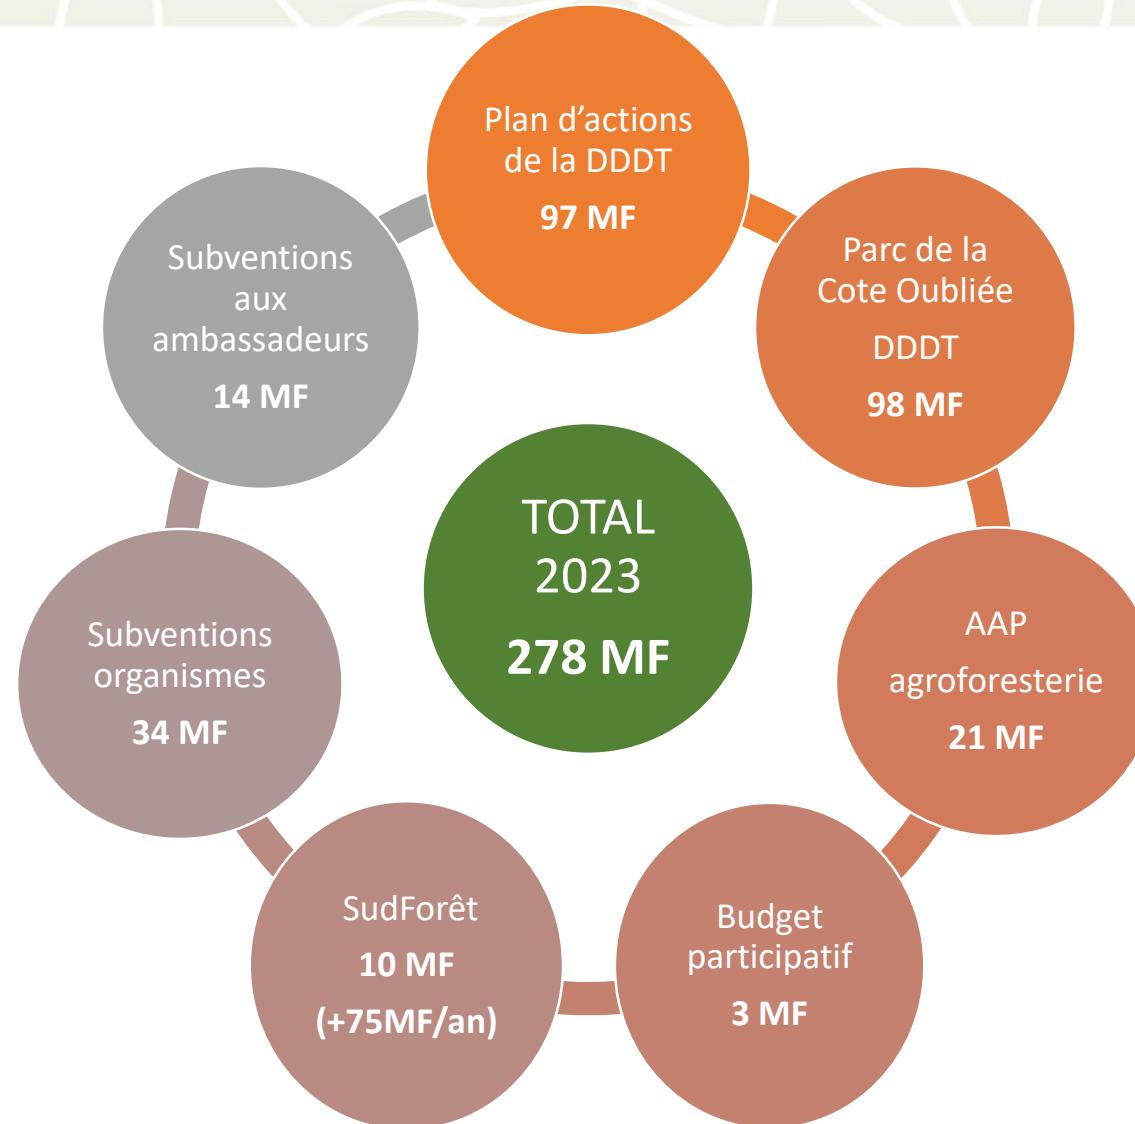 Plan d’actions
de la DDDT
97 MF
Parc de la
Cote Oubliée
DDDT
98 MF
AAP
agroforesterie
21 MF
Budget
participatif
3 MF
SudForêt
10 MF
(+75MF/an)
Subventions
organismes
34 MF
Subventions
aux
ambassadeurs
14 MF
TOTAL
2023
278 MF